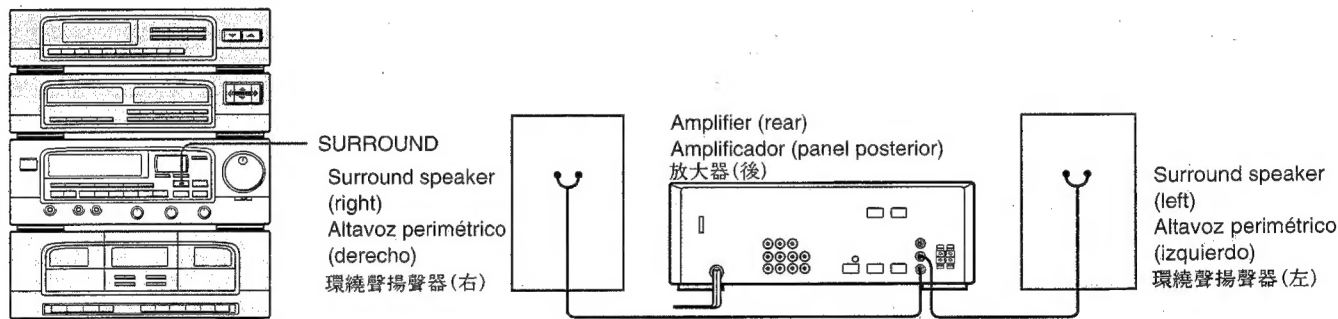 SURROUND
Surround speaker
(right)
Altavoz perimétrico
(derecho)
環繞聲揚聲器(右)
Amplifier (rear)
Amplificador (panel posterior)
放大器(後)
Surround speaker
(left)
Altavoz perimétrico
(izquierdo)
環繞聲揚聲器(左)